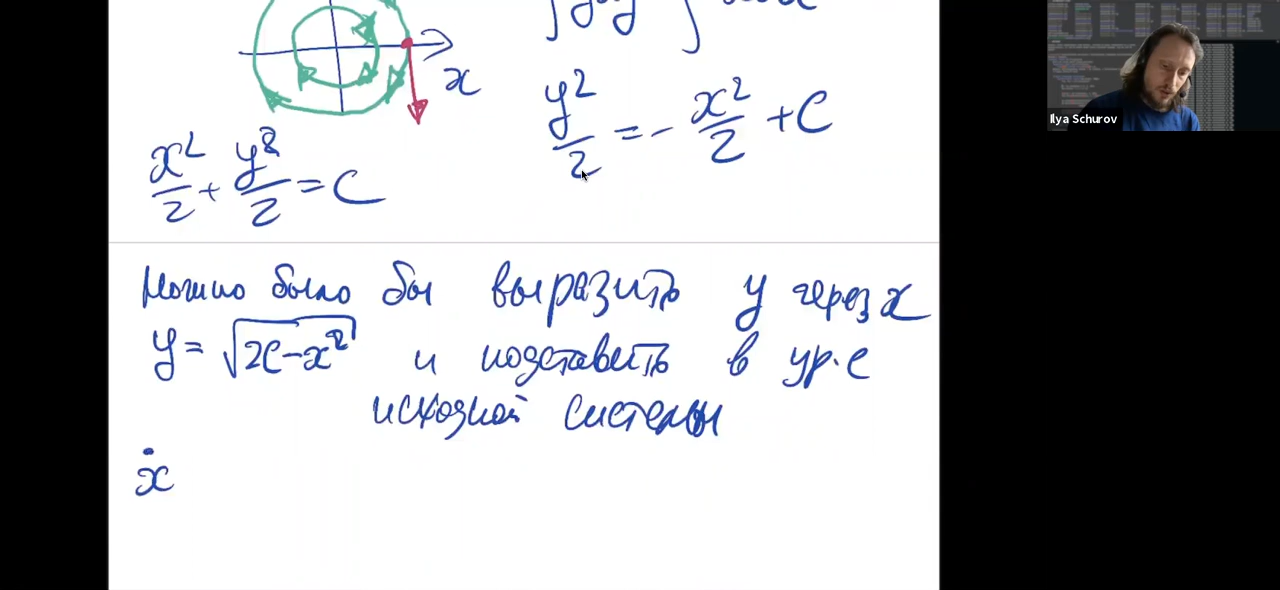 x
y²/2 = - x²/2 + C
x²/2 + y²/2 = C
Ilya Schurov
Можно было бы выразить y через x
y = √(2C-x²) и подставить в ур-е
исходной системы
ẋ